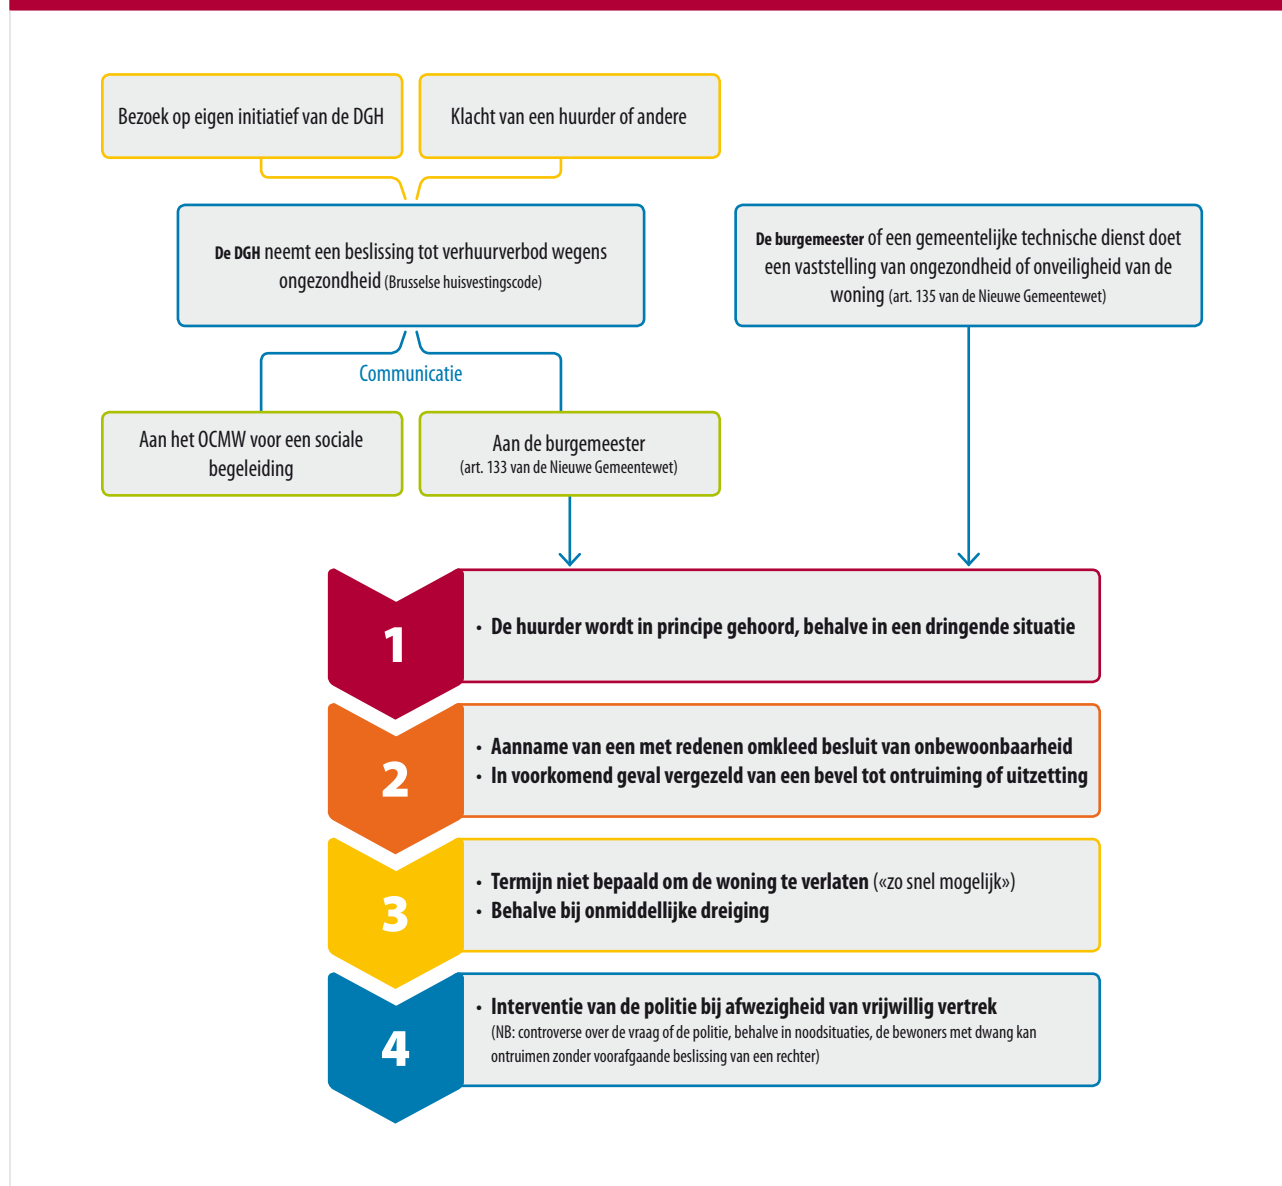 Bezoek op eigen initiatief van de DGH
Klacht van een huurder of andere
De DGH neemt een beslissing tot verhuurverbod wegens
ongezondheid (Brusselse huisvestingscode)
De burgemeester of een gemeentelijke technische dienst doet
een vaststelling van ongezondheid of onveiligheid van de
woning (art. 135 van de Nieuwe Gemeentewet)
Communicatie
Aan het OCMW voor een sociale
begeleiding
Aan de burgemeester
(art. 133 van de Nieuwe Gemeentewet)
1
• De huurder wordt in principe gehoord, behalve in een dringende situatie
2
• Aanname van een met redenen omkleed besluit van onbewoonbaarheid
• In voorkomend geval vergezeld van een bevel tot ontruiming of uitzetting
3
• Termijn niet bepaald om de woning te verlaten («zo snel mogelijk»)
• Behalve bij onmiddellijke dreiging
4
• Interventie van de politie bij afwezigheid van vrijwillig vertrek
(NB: controverse over de vraag of de politie, behalve in noodsituaties, de bewoners met dwang kan
ontruimen zonder voorafgaande beslissing van een rechter)